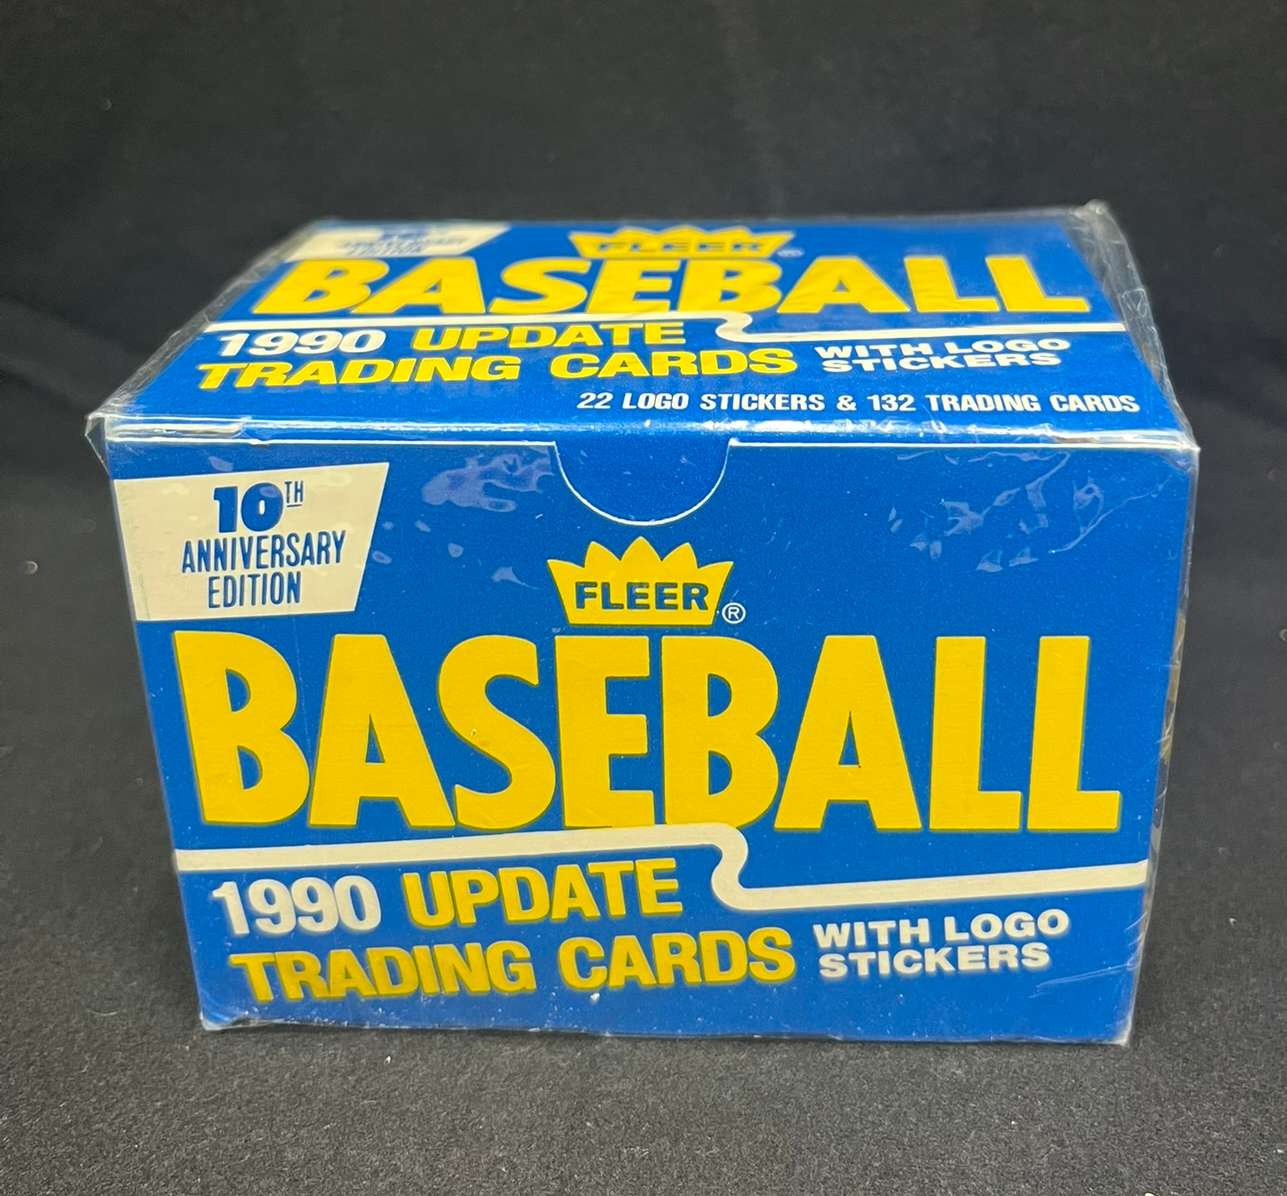 FLEER
BASEBALL
1990 UPDATE
TRADING CARDS
WITH LOGO
STICKERS
22 LOGO STICKERS & 132 TRADING CARDS
10TH
ANNIVERSARY
EDITION
FLEER®
BASEBALL
1990 UPDATE
TRADING CARDS
WITH LOGO
STICKERS